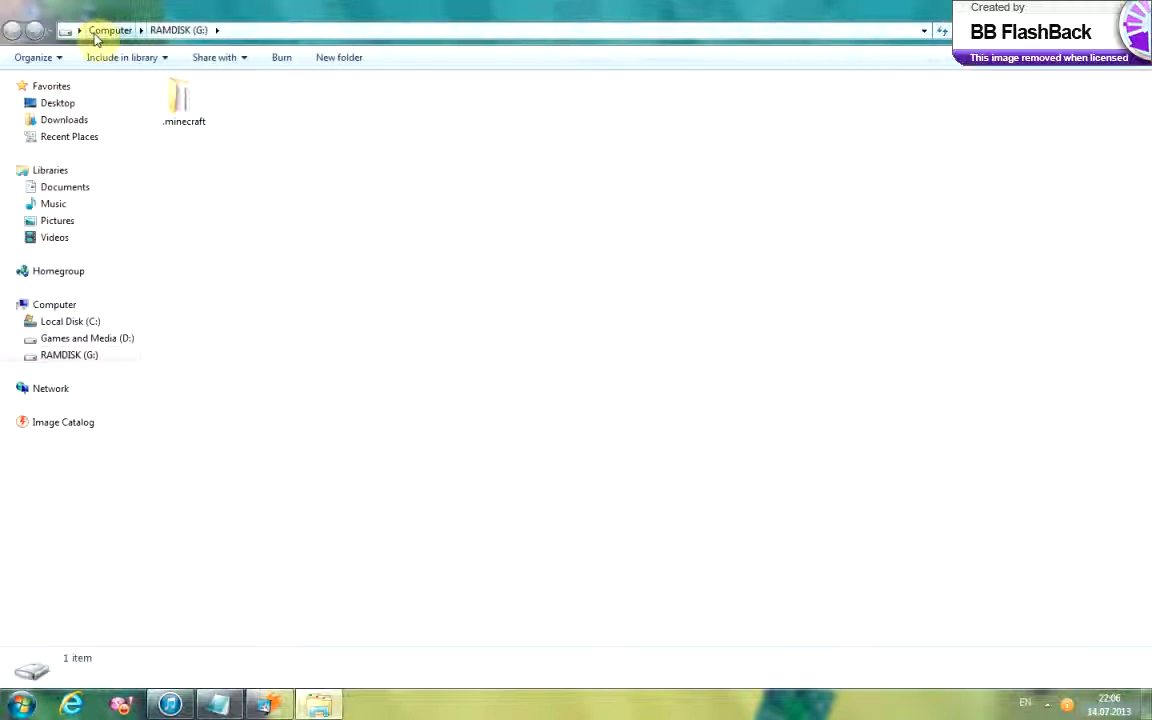 Created by
BB FlashBack
This image removed when licensed
Computer
RAMDISK (G:)
Organize
Include in library
Share with
Burn
New folder
Favorites
Desktop
Downloads
Recent Places
Libraries
Documents
Music
Pictures
Videos
Homegroup
Computer
Local Disk (C:)
Games and Media (D:)
RAMDISK (G:)
Network
Image Catalog
.minecraft
1 item
EN
22:06
14.07.2013